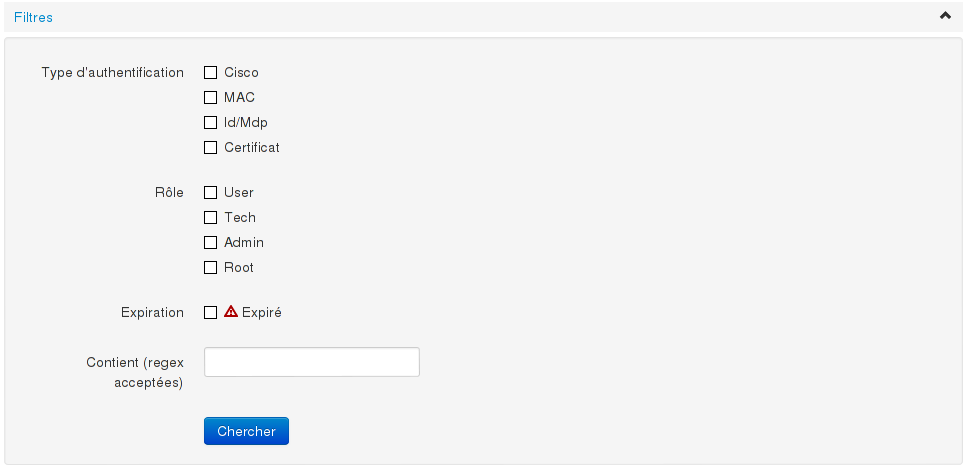 Filtres
Type d'authentification
Cisco
MAC
Id/Mdp
Certificat
Rôle
User
Tech
Admin
Root
Expiration
Expiré
Contient (regex
acceptées)
Chercher